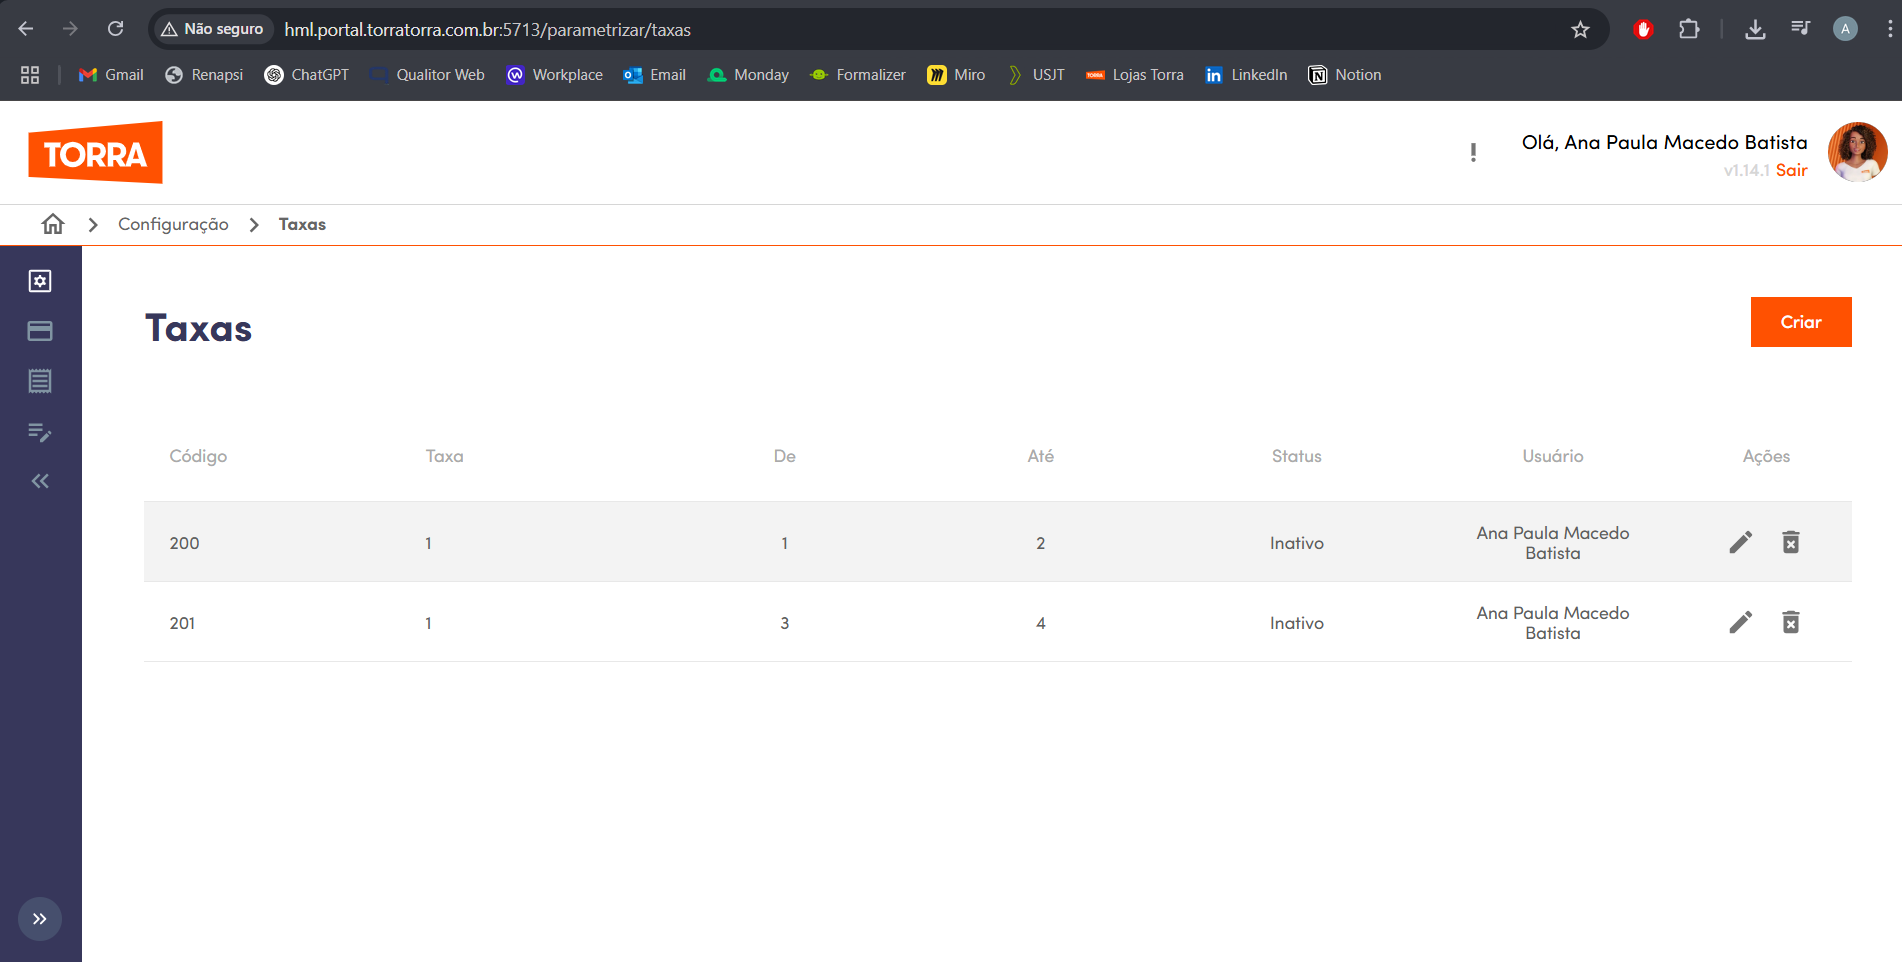 Não seguro hml.portal.torratorra.com.br:5713/parametrizar/taxas A
Gmail Renapsi ChatGPT Qualitor Web Workplace Email Monday Formalizer Miro USJT Lojas Torra LinkedIn Notion
TORRA
Olá, Ana Paula Macedo Batista
v1.14.1 Sair
Configuração Taxas
Taxas
Criar
Código Taxa De Até Status Usuário Ações
200 1 1 2 Inativo Ana Paula Macedo
Batista
201 1 3 4 Inativo Ana Paula Macedo
Batista